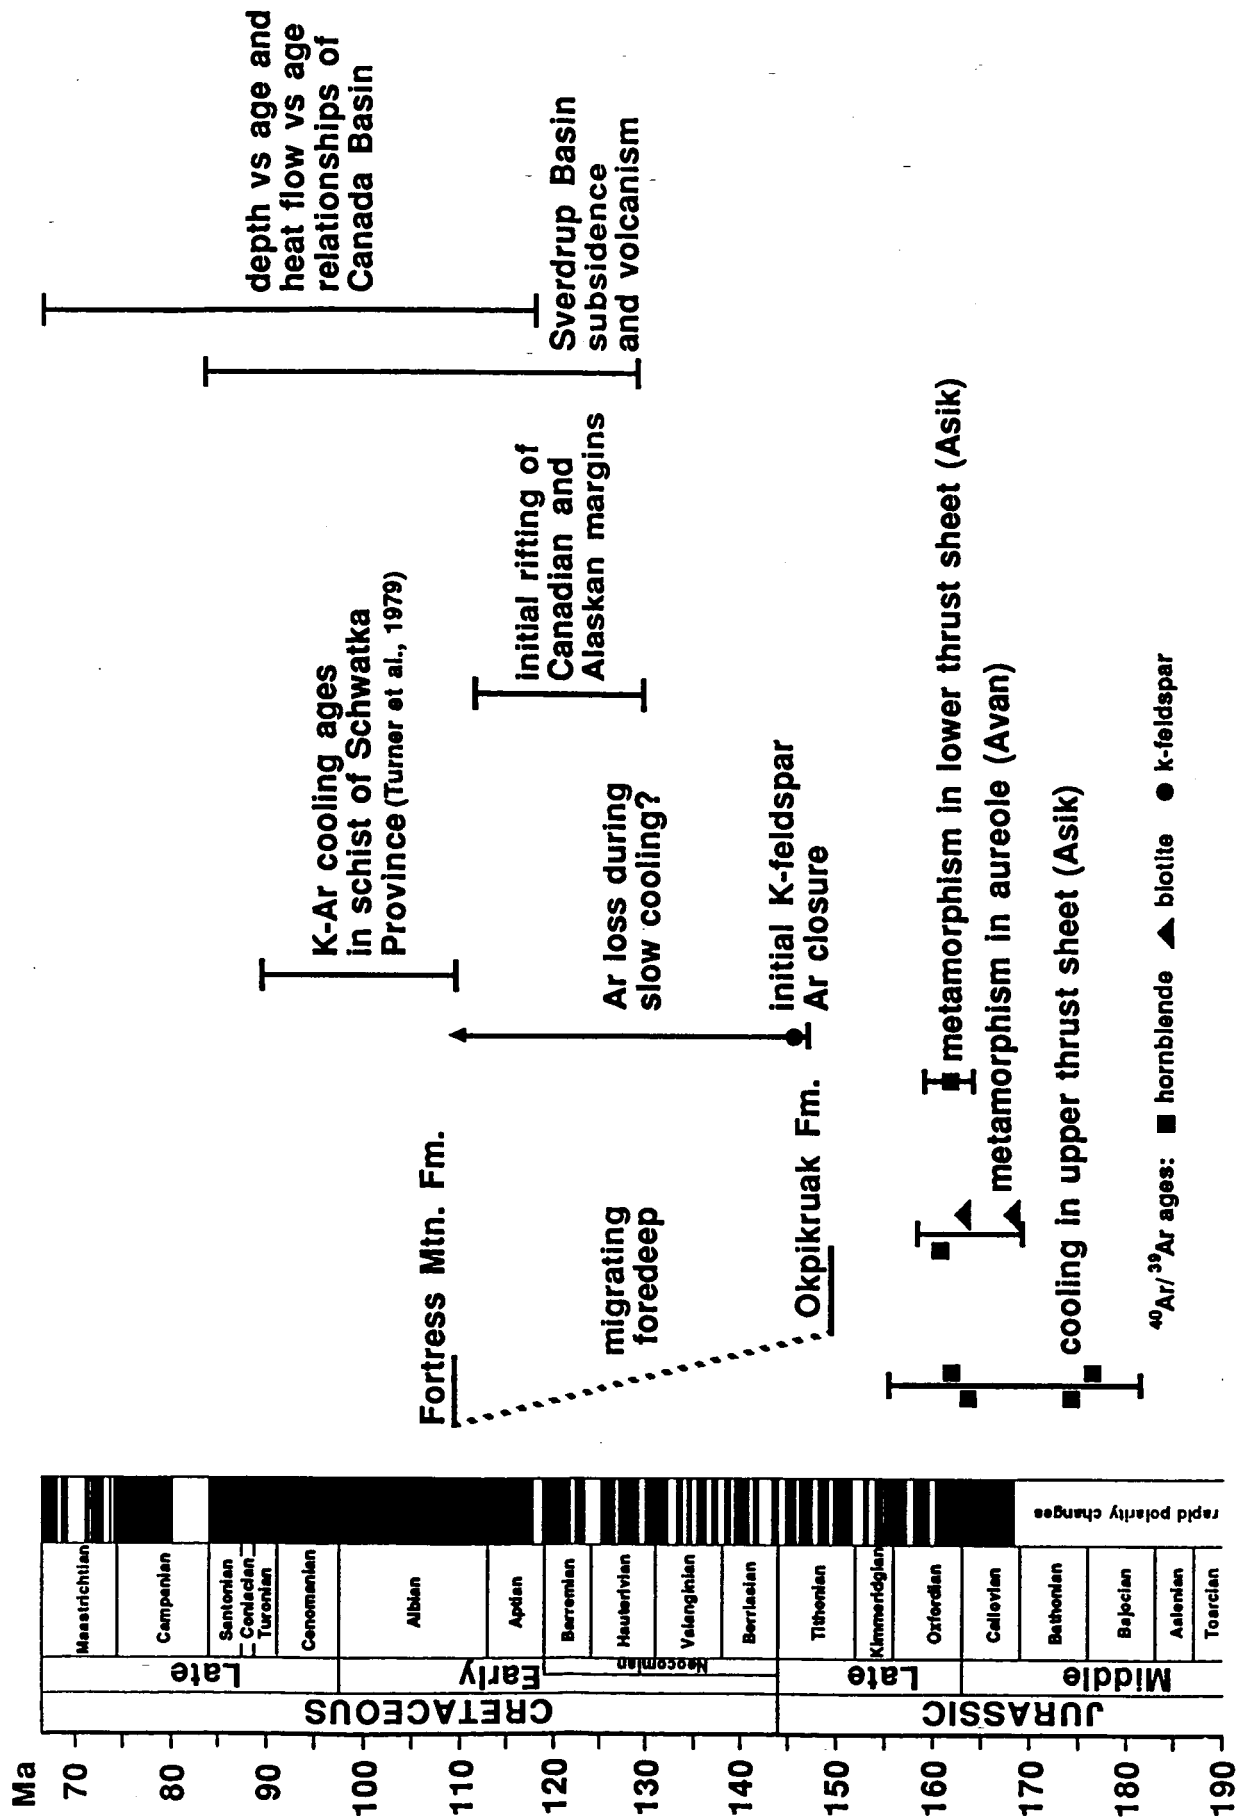 Ma
70
80
90
100
110
120
130
140
150
160
170
180
190
CRETACEOUS
JURASSIC
Late
Early
Neocomian
Late
Middle
Maastrichtian
Campanian
Santonian
Coniacian
Turonian
Cenomanian
Albian
Aptian
Barremian
Hauterivian
Valanginian
Berriasian
Tithonian
Kimmeridgian
Oxfordian
Callovian
Bathonian
Bajocian
Aalenian
Toarcian
rapid polarity changes
Fortress Mtn. Fm.
migrating
foredeep
Okpikruak Fm.
K-Ar cooling ages
in schist of Schwatka
Province (Turner et al., 1979)
Ar loss during
slow cooling?
initial K-feldspar
Ar closure
initial rifting of
Canadian and
Alaskan margins
depth vs age and
heat flow vs age
relationships of
Canada Basin
Sverdrup Basin
subsidence
and volcanism
metamorphism in lower thrust sheet (Asik)
metamorphism in aureole (Avan)
cooling in upper thrust sheet (Asik)
40Ar/39Ar ages: ■ hornblende ▲ biotite ● k-feldspar